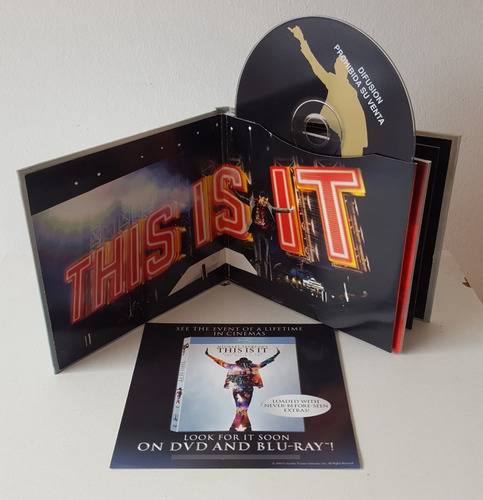 DIFUSION
PROHIBIDA SU VENTA
THIS IS IT
SEE THE EVENT OF A LIFETIME
IN CINEMAS
THIS IS IT
LOADED WITH
NEVER-BEFORE-SEEN
EXTRAS!
LOOK FOR IT SOON
ON DVD AND BLU-RAY™!